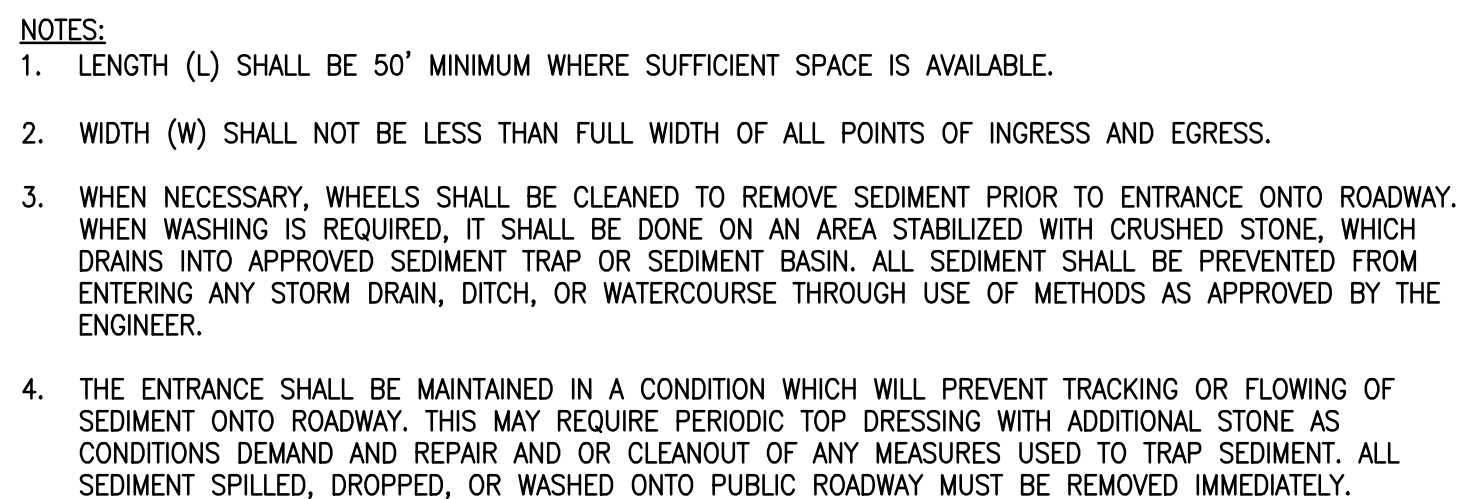 NOTES:
1. LENGTH (L) SHALL BE 50' MINIMUM WHERE SUFFICIENT SPACE IS AVAILABLE.
2. WIDTH (W) SHALL NOT BE LESS THAN FULL WIDTH OF ALL POINTS OF INGRESS AND EGRESS.
3. WHEN NECESSARY, WHEELS SHALL BE CLEANED TO REMOVE SEDIMENT PRIOR TO ENTRANCE ONTO ROADWAY.
WHEN WASHING IS REQUIRED, IT SHALL BE DONE ON AN AREA STABILIZED WITH CRUSHED STONE, WHICH
DRAINS INTO APPROVED SEDIMENT TRAP OR SEDIMENT BASIN. ALL SEDIMENT SHALL BE PREVENTED FROM
ENTERING ANY STORM DRAIN, DITCH, OR WATERCOURSE THROUGH USE OF METHODS AS APPROVED BY THE
ENGINEER.
4. THE ENTRANCE SHALL BE MAINTAINED IN A CONDITION WHICH WILL PREVENT TRACKING OR FLOWING OF
SEDIMENT ONTO ROADWAY. THIS MAY REQUIRE PERIODIC TOP DRESSING WITH ADDITIONAL STONE AS
CONDITIONS DEMAND AND REPAIR AND OR CLEANOUT OF ANY MEASURES USED TO TRAP SEDIMENT. ALL
SEDIMENT SPILLED, DROPPED, OR WASHED ONTO PUBLIC ROADWAY MUST BE REMOVED IMMEDIATELY.